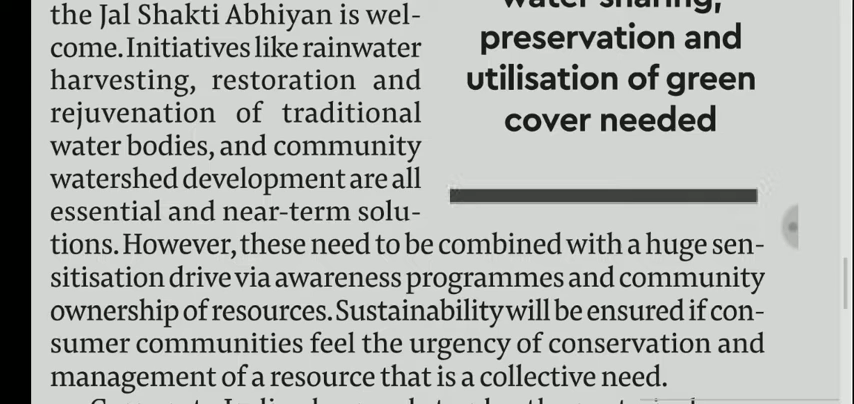 the Jal Shakti Abhiyan is wel-
come. Initiatives like rainwater
harvesting, restoration and
rejuvenation of traditional
water bodies, and community
watershed development are all
essential and near-term solu-
water sharing,
preservation and
utilisation of green
cover needed
tions. However, these need to be combined with a huge sen-
sitisation drive via awareness programmes and community
ownership of resources. Sustainability will be ensured if con-
sumer communities feel the urgency of conservation and
management of a resource that is a collective need.